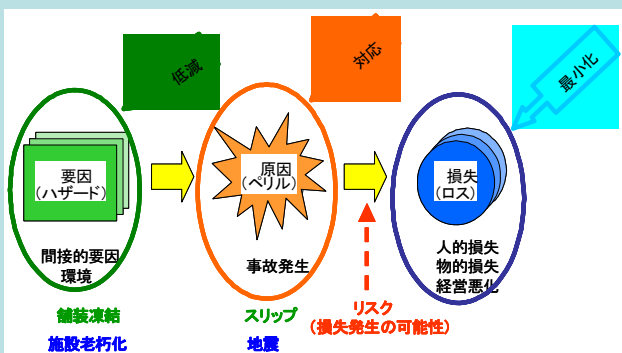 低減
対応
最小化
要因
(ハザード)
原因
(ペリル)
損失
(ロス)
間接的要因
環境
事故発生
人的損失
物的損失
経営悪化
舗装凍結
施設老朽化
スリップ
地震
リスク
(損失発生の可能性)